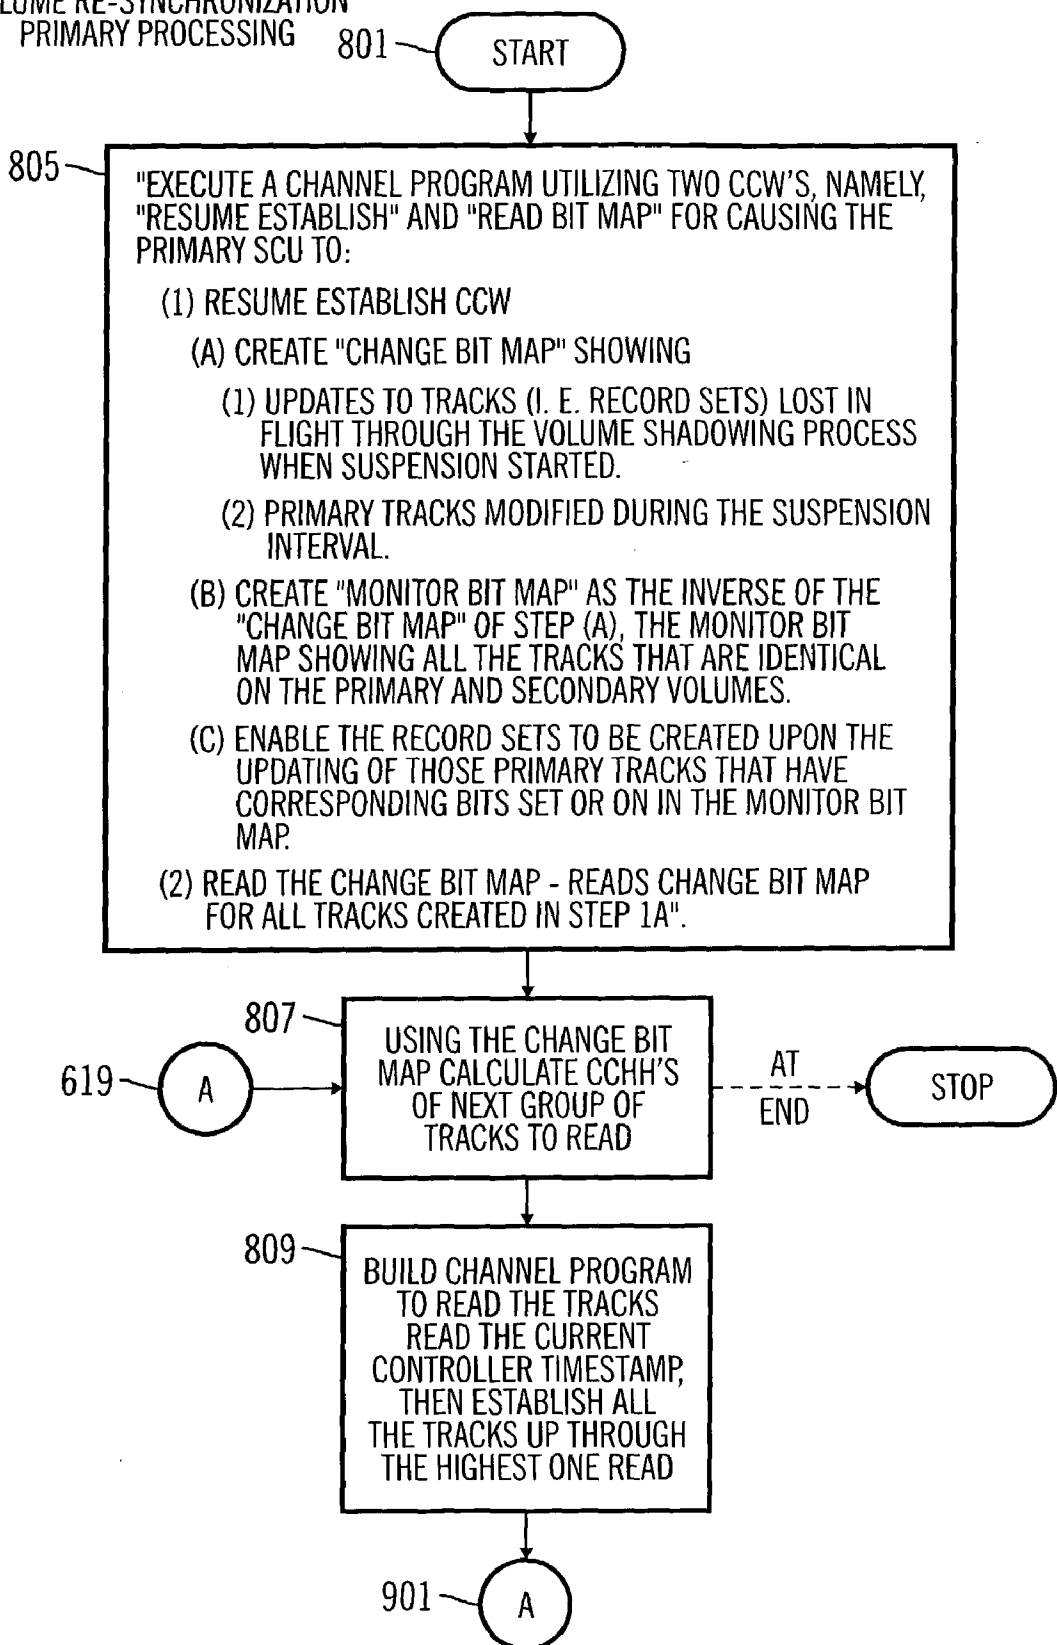 RE-SYNCHRONIZATION
PRIMARY PROCESSING
801
START
805
"EXECUTE A CHANNEL PROGRAM UTILIZING TWO CCW'S, NAMELY,
"RESUME ESTABLISH" AND "READ BIT MAP" FOR CAUSING THE
PRIMARY SCU TO:
(1) RESUME ESTABLISH CCW
(A) CREATE "CHANGE BIT MAP" SHOWING
(1) UPDATES TO TRACKS (I. E. RECORD SETS) LOST IN
FLIGHT THROUGH THE VOLUME SHADOWING PROCESS
WHEN SUSPENSION STARTED.
(2) PRIMARY TRACKS MODIFIED DURING THE SUSPENSION
INTERVAL.
(B) CREATE "MONITOR BIT MAP" AS THE INVERSE OF THE
"CHANGE BIT MAP" OF STEP (A), THE MONITOR BIT
MAP SHOWING ALL THE TRACKS THAT ARE IDENTICAL
ON THE PRIMARY AND SECONDARY VOLUMES.
(C) ENABLE THE RECORD SETS TO BE CREATED UPON THE
UPDATING OF THOSE PRIMARY TRACKS THAT HAVE
CORRESPONDING BITS SET OR ON IN THE MONITOR BIT
MAP.
(2) READ THE CHANGE BIT MAP - READS CHANGE BIT MAP
FOR ALL TRACKS CREATED IN STEP 1A".
807
USING THE CHANGE BIT
MAP CALCULATE CCHH'S
OF NEXT GROUP OF
TRACKS TO READ
619
A
AT
END
STOP
809
BUILD CHANNEL PROGRAM
TO READ THE TRACKS
READ THE CURRENT
CONTROLLER TIMESTAMP,
THEN ESTABLISH ALL
THE TRACKS UP THROUGH
THE HIGHEST ONE READ
901
A